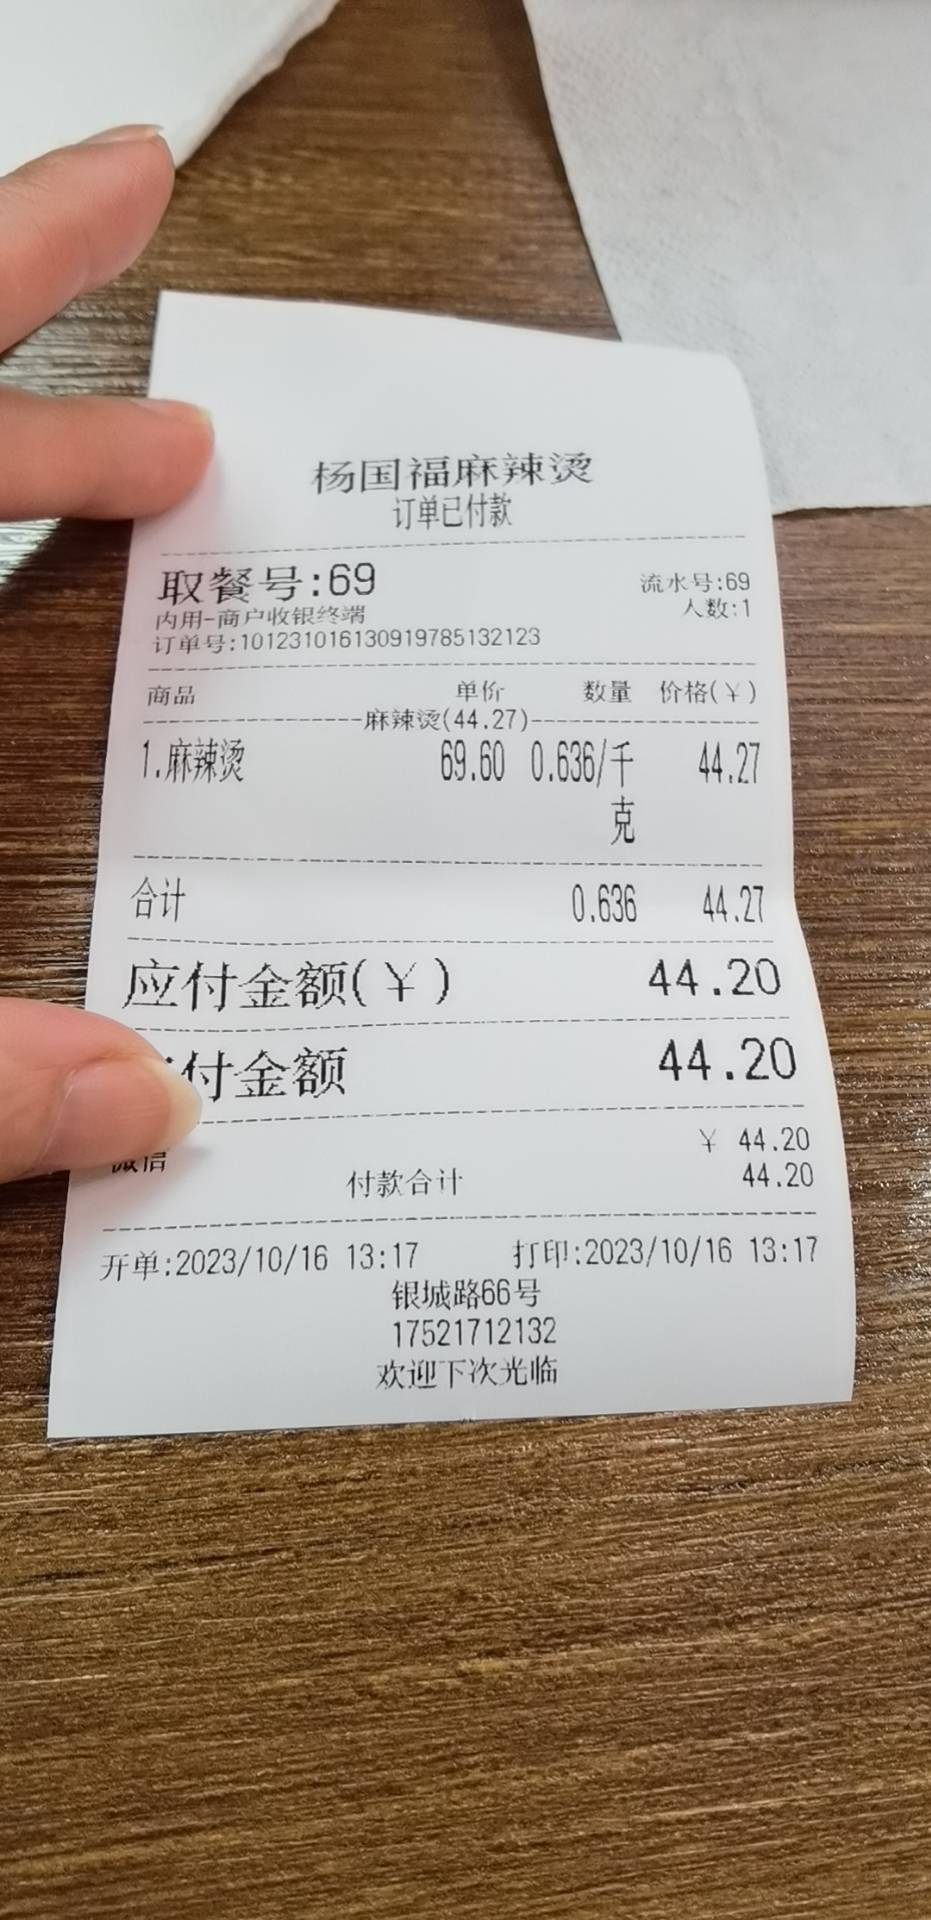 杨国福麻辣烫
订单已付款
取餐号:69
流水号:69
内用-商户收银终端
人数:1
订单号:101231016130919785132123
商品 单价 数量 价格(¥)
麻辣烫(44.27)
1.麻辣烫 69.60 0.636/千克 44.27
合计 0.636 44.27
应付金额(¥) 44.20
付金额 44.20
微信 ¥ 44.20
付款合计 44.20
开单:2023/10/16 13:17 打印:2023/10/16 13:17
银城路66号
17521712132
欢迎下次光临